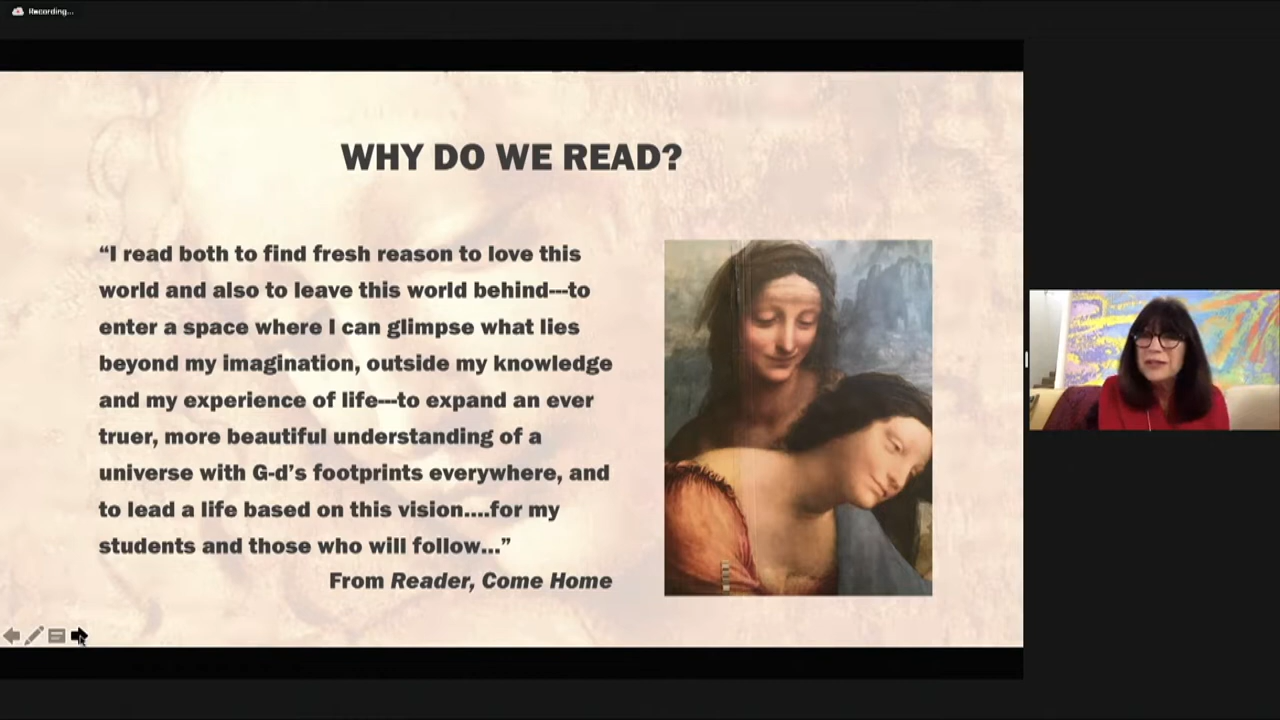 Recording...
WHY DO WE READ?
“I read both to find fresh reason to love this
world and also to leave this world behind---to
enter a space where I can glimpse what lies
beyond my imagination, outside my knowledge
and my experience of life---to expand an ever
truer, more beautiful understanding of a
universe with G-d’s footprints everywhere, and
to lead a life based on this vision....for my
students and those who will follow...”
From Reader, Come Home